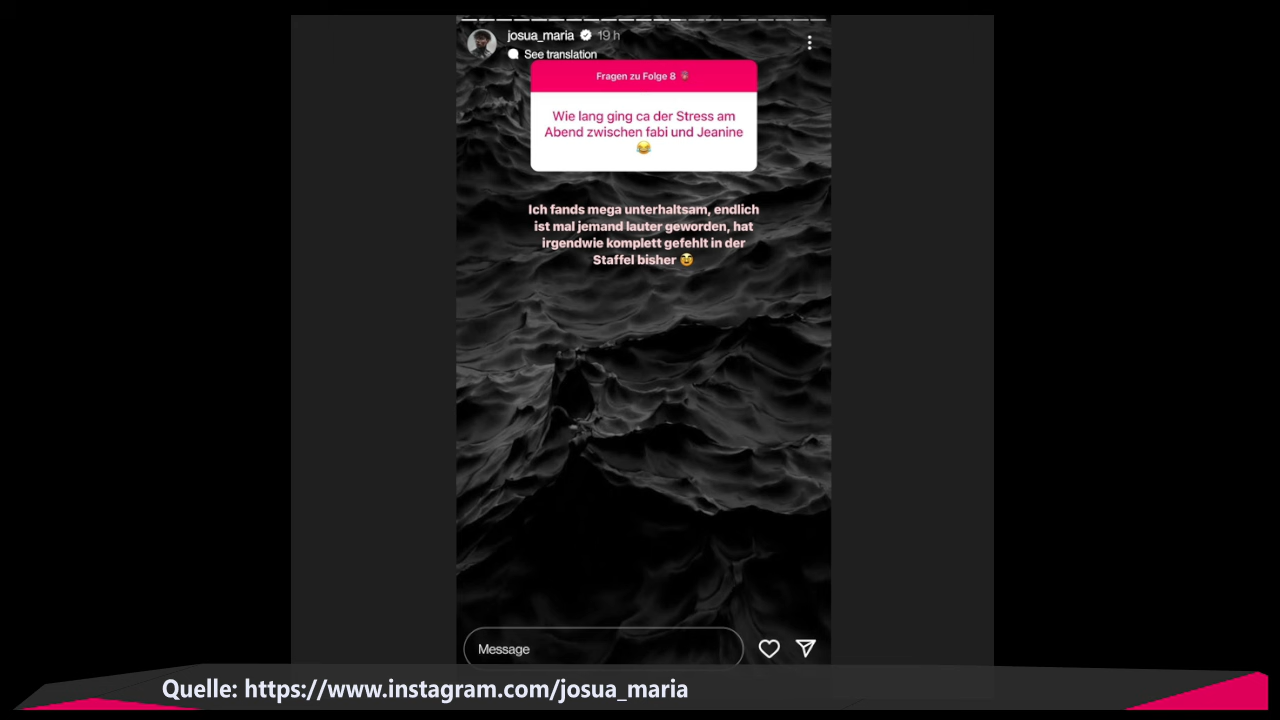 josua_maria 19 h
See translation
Fragen zu Folge 8
Wie lang ging ca der Stress am
Abend zwischen fabi und Jeanine
😂
Ich fands mega unterhaltsam, endlich
ist mal jemand lauter geworden, hat
irgendwie komplett gefehlt in der
Staffel bisher
Message
Quelle: https://www.instagram.com/josua_maria